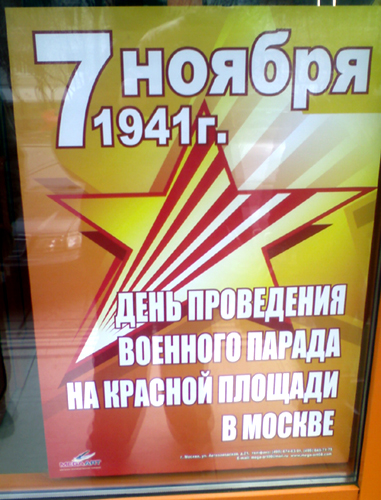 7 ноября
1941г.
ДЕНЬ ПРОВЕДЕНИЯ
ВОЕННОГО ПАРАДА
НА КРАСНОЙ ПЛОЩАДИ
В МОСКВЕ